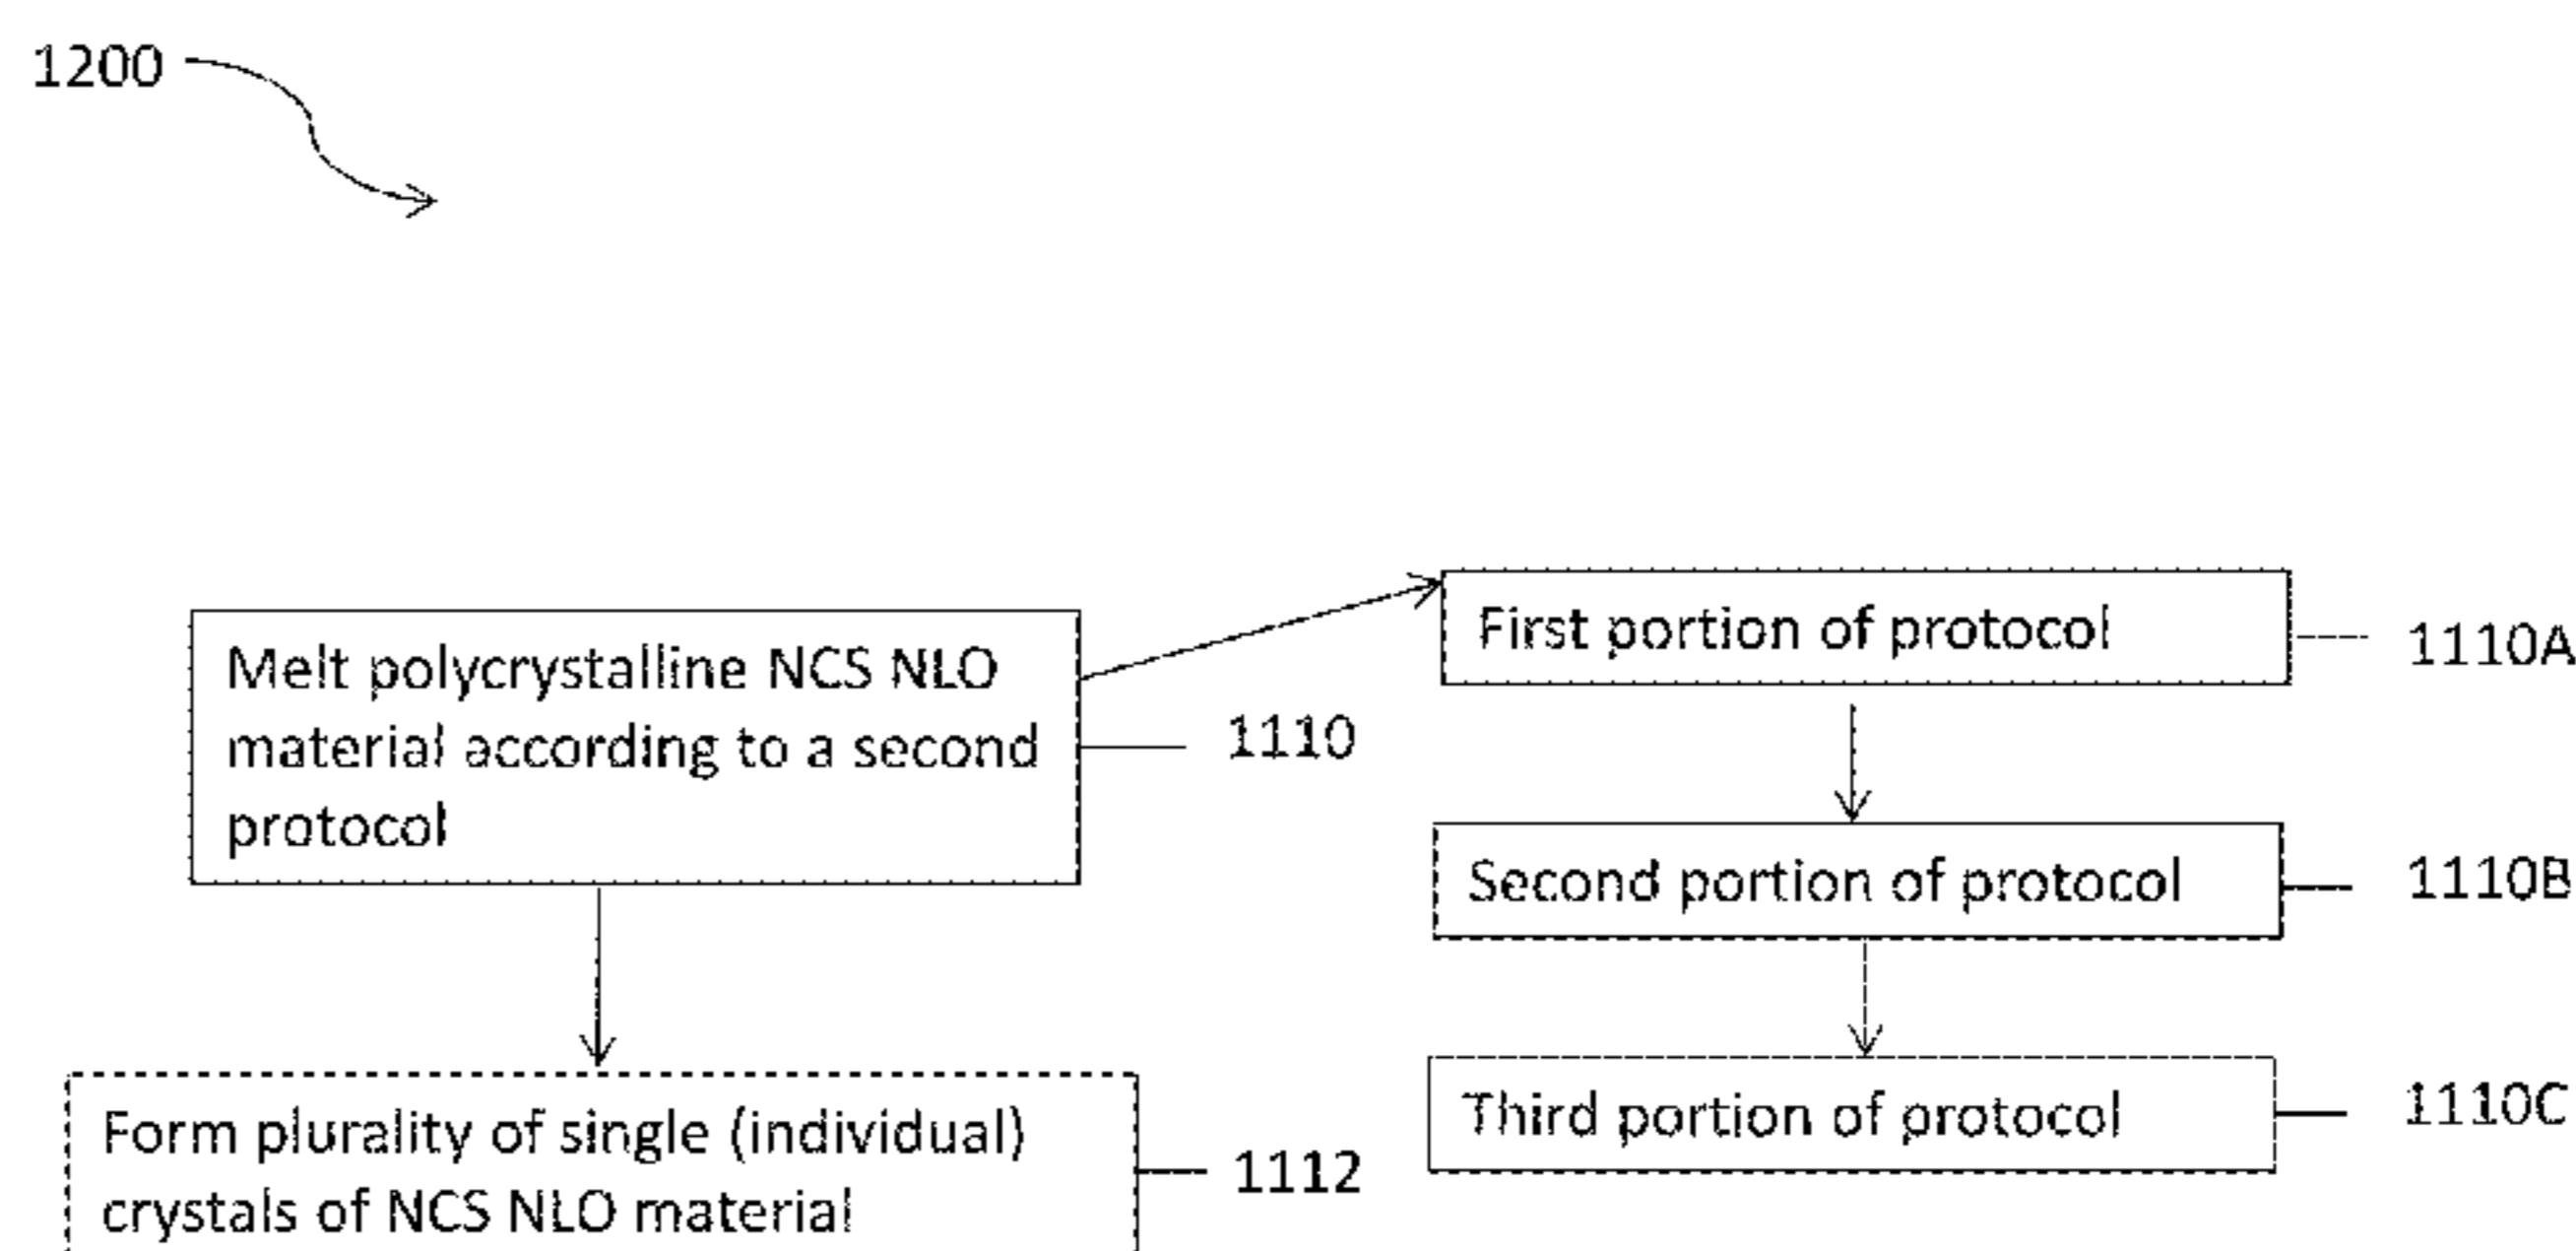 1200
Melt polycrystalline NCS NLO
material according to a second
protocol
1110
First portion of protocol
1110A
Second portion of protocol
1110B
Third portion of protocol
1110C
Form plurality of single (individual)
crystals of NCS NLO material
1112